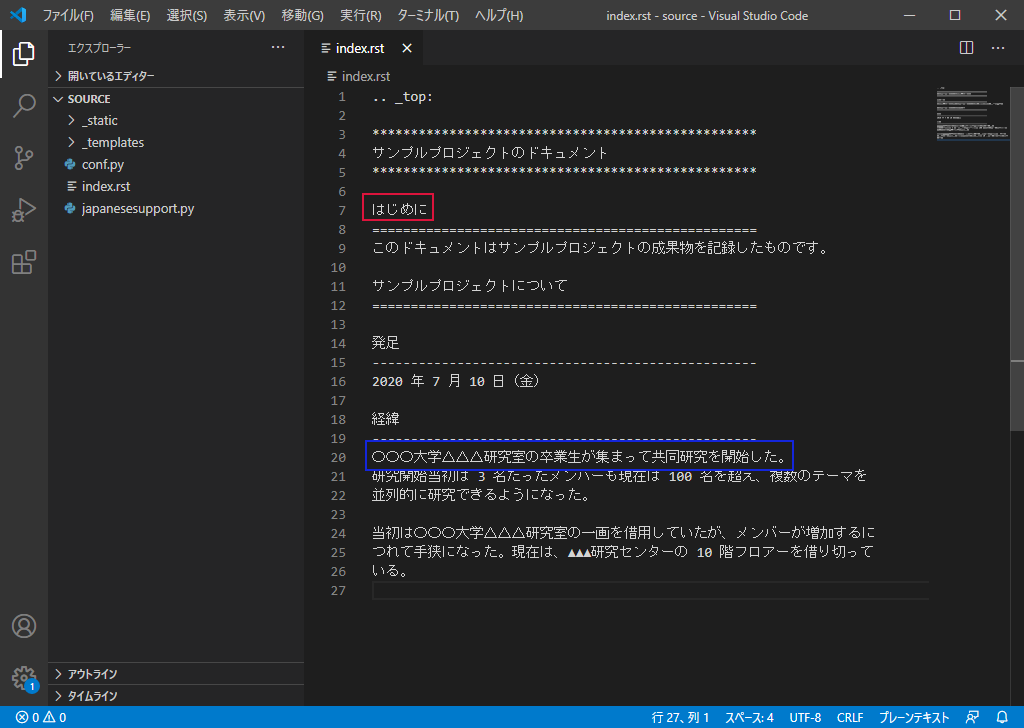 ファイル(F) 編集(E) 選択(S) 表示(V) 移動(G) 実行(R) ターミナル(T) ヘルプ(H) index.rst - source - Visual Studio Code
エクスプローラー
開いているエディター
SOURCE
_static
_templates
conf.py
index.rst
japanesesupport.py
アウトライン
タイムライン
index.rst
index.rst
1 .. _top:
2
3 **************************************************
4 サンプルプロジェクトのドキュメント
5 **************************************************
6
7 はじめに
8 ==================================================
9 このドキュメントはサンプルプロジェクトの成果物を記録したものです。
10
11 サンプルプロジェクトについて
12 ==================================================
13
14 発足
15 --------------------------------------------------
16 2020 年 7 月 10 日（金）
17
18 経緯
19 --------------------------------------------------
20 〇〇〇大学△△△研究室の卒業生が集まって共同研究を開始した。
21 研究開始当初は 3 名だったメンバーも現在は 100 名を超え、複数のテーマを
22 並列的に研究できるようになった。
23
24 当初は〇〇〇大学△△△研究室の一画を借用していたが、メンバーが増加するに
25 つれて手狭になった。現在は、▲▲▲研究センターの 10 階フロアーを借り切って
26 いる。
27
1
0 0 行 27、列 1 スペース: 4 UTF-8 CRLF プレーンテキスト